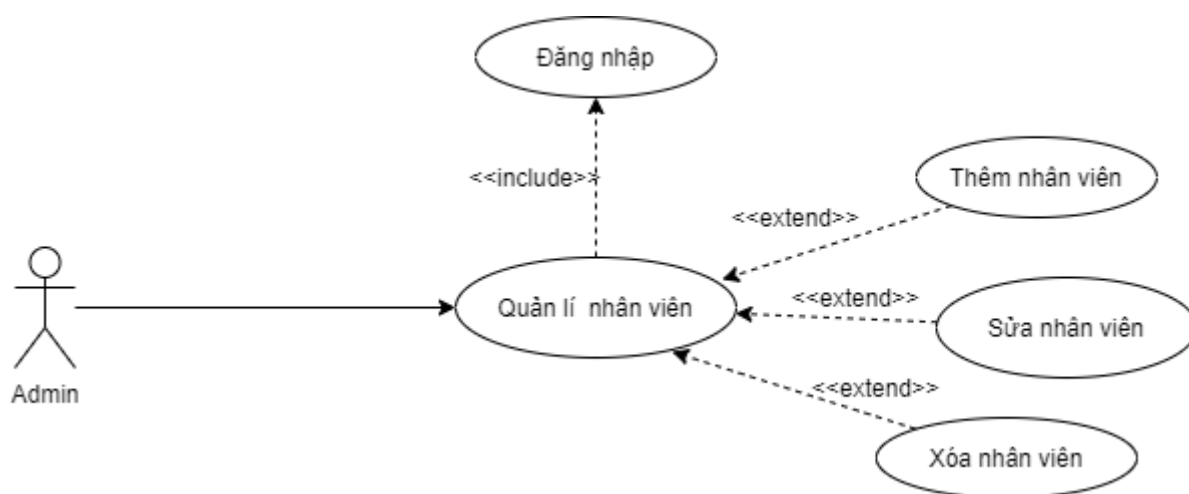 Đăng nhập
<<include>>
Thêm nhân viên
<<extend>>
Quản lí nhân viên
<<extend>>
Sửa nhân viên
Admin
<<extend>>
Xóa nhân viên